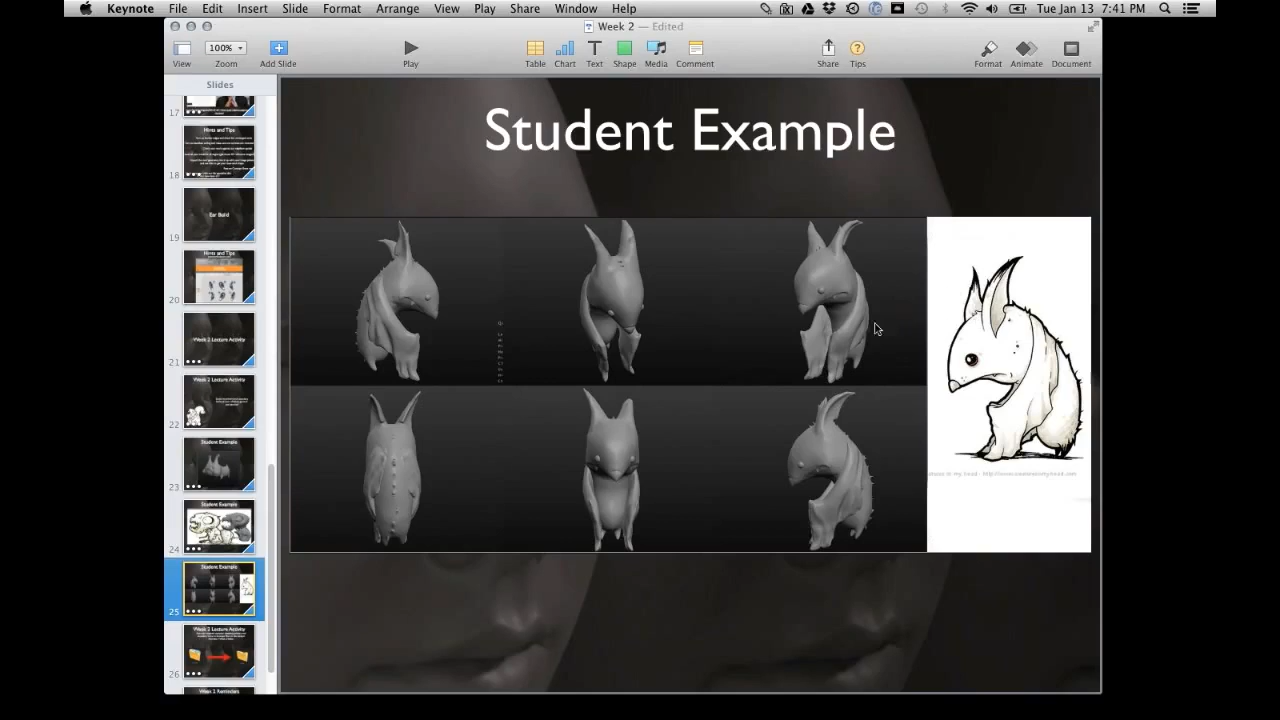 Keynote File Edit Insert Slide Format Arrange View Play Share Window Help Tue Jan 13 7:41 PM
Week 2 — Edited
100%
View Zoom Add Slide Play Table Chart Text Shape Media Comment Share Tips Format Animate Document
Slides
Student Example
17
Hints and Tips
18
Ear Build
19
Hints and Tips
20
Week 2 Lecture Activity
21
Week 2 Lecture Activity
22
Student Example
23
Student Example
24
Student Example
25
Week 2 Lecture Activity
26
Week 2 Reminders
27